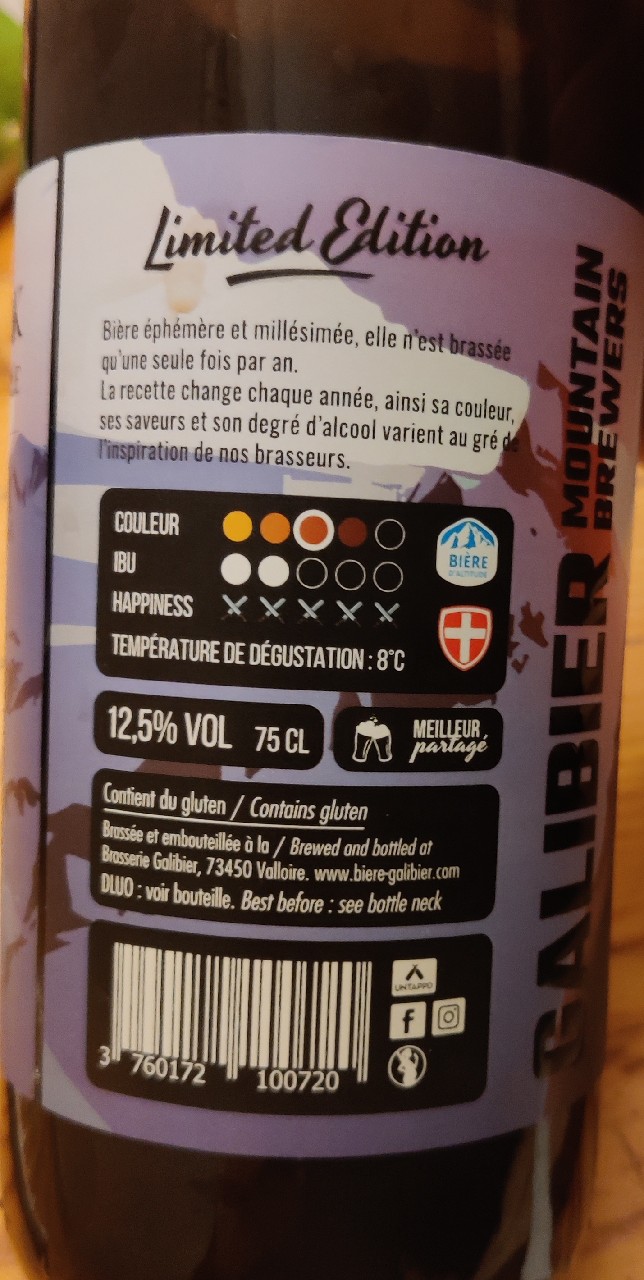 Limited Edition
Bière éphémère et millésimée, elle n'est brassée
qu'une seule fois par an.
La recette change chaque année, ainsi sa couleur,
ses saveurs et son degré d'alcool varient au gré de
l'inspiration de nos brasseurs.
COULEUR
IBU
HAPPINESS
TEMPÉRATURE DE DÉGUSTATION : 8°C
BIÈRE
D'ALTITUDE
12,5% VOL 75 CL
MEILLEUR
partagé
Contient du gluten / Contains gluten
Brassée et embouteillée à la / Brewed and bottled at
Brasserie Galibier, 73450 Valloire. www.biere-galibier.com
DLUO : voir bouteille. Best before : see bottle neck
3 760172 100720
UNTAPPD
f
GALIBIER MOUNTAIN
BREWERS